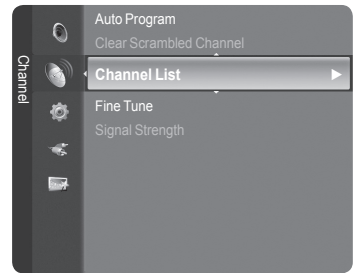 Channel
Auto Program
Clear Scrambled Channel
Channel List
Fine Tune
Signal Strength